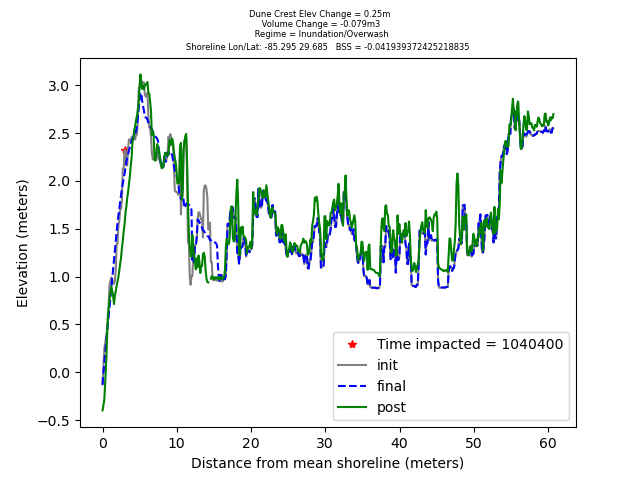 Dune Crest Elev Change = 0.25m
Volume Change = -0.079m3
Regime = Inundation/Overwash
Shoreline Lon/Lat: -85.295 29.685 BSS = -0.041939372425218835
3.0
2.5
2.0
1.5
1.0
0.5
0.0
−0.5
Elevation (meters)
Time impacted = 1040400
init
final
post
0 10 20 30 40 50 60
Distance from mean shoreline (meters)